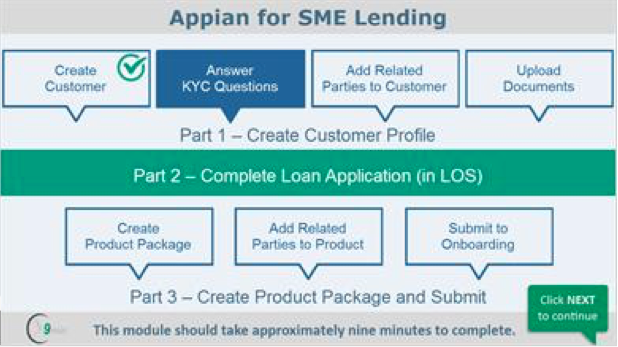 Appian for SME Lending
Create
Customer
Answer
KYC Questions
Add Related
Parties to Customer
Upload
Documents
Part 1 – Create Customer Profile
Part 2 – Complete Loan Application (in LOS)
Create
Product Package
Add Related
Parties to Product
Submit to
Onboarding
Part 3 – Create Product Package and Submit
Click NEXT
to continue
9
This module should take approximately nine minutes to complete.